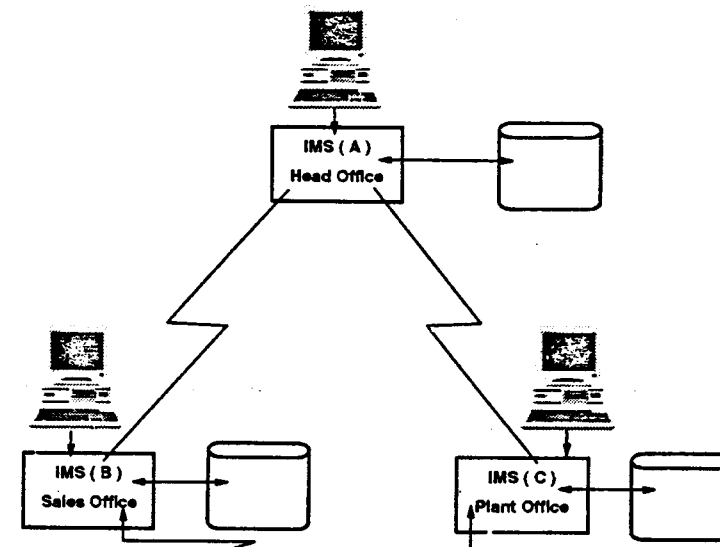 IMS ( A )
Head Office
IMS ( B )
Sales Office
IMS ( C )
Plant Office